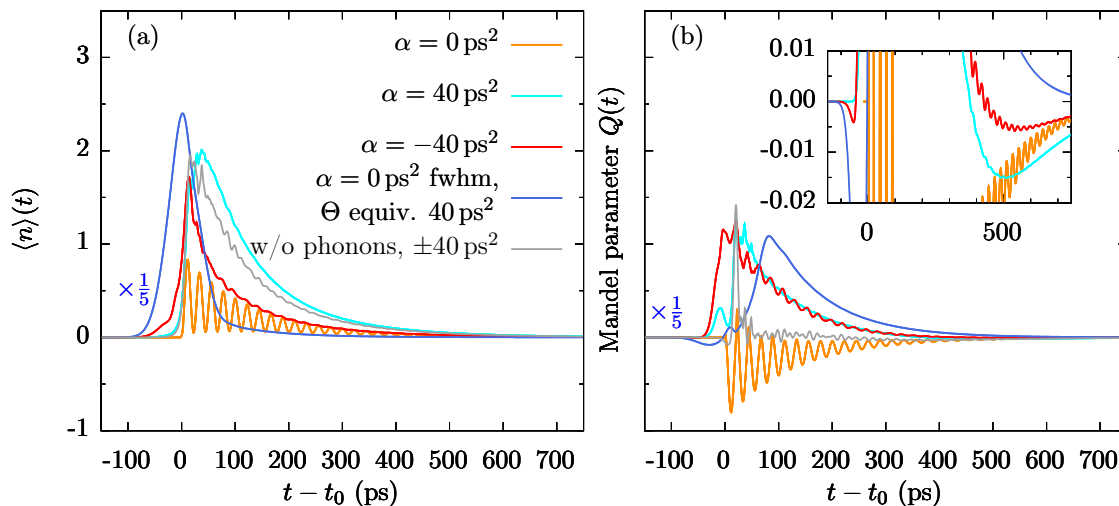 (a)
α = 0 ps²
α = 40 ps²
α = −40 ps²
α = 0 ps² fwhm,
Θ equiv. 40 ps²
w/o phonons, ±40 ps²
× 1/5
⟨n⟩(t)
3
2
1
0
-1
-100 0 100 200 300 400 500 600 700
t − t₀ (ps)
(b)
Mandel parameter Q(t)
× 1/5
0.01
0.00
-0.01
-0.02
0 500
-100 0 100 200 300 400 500 600 700
t − t₀ (ps)